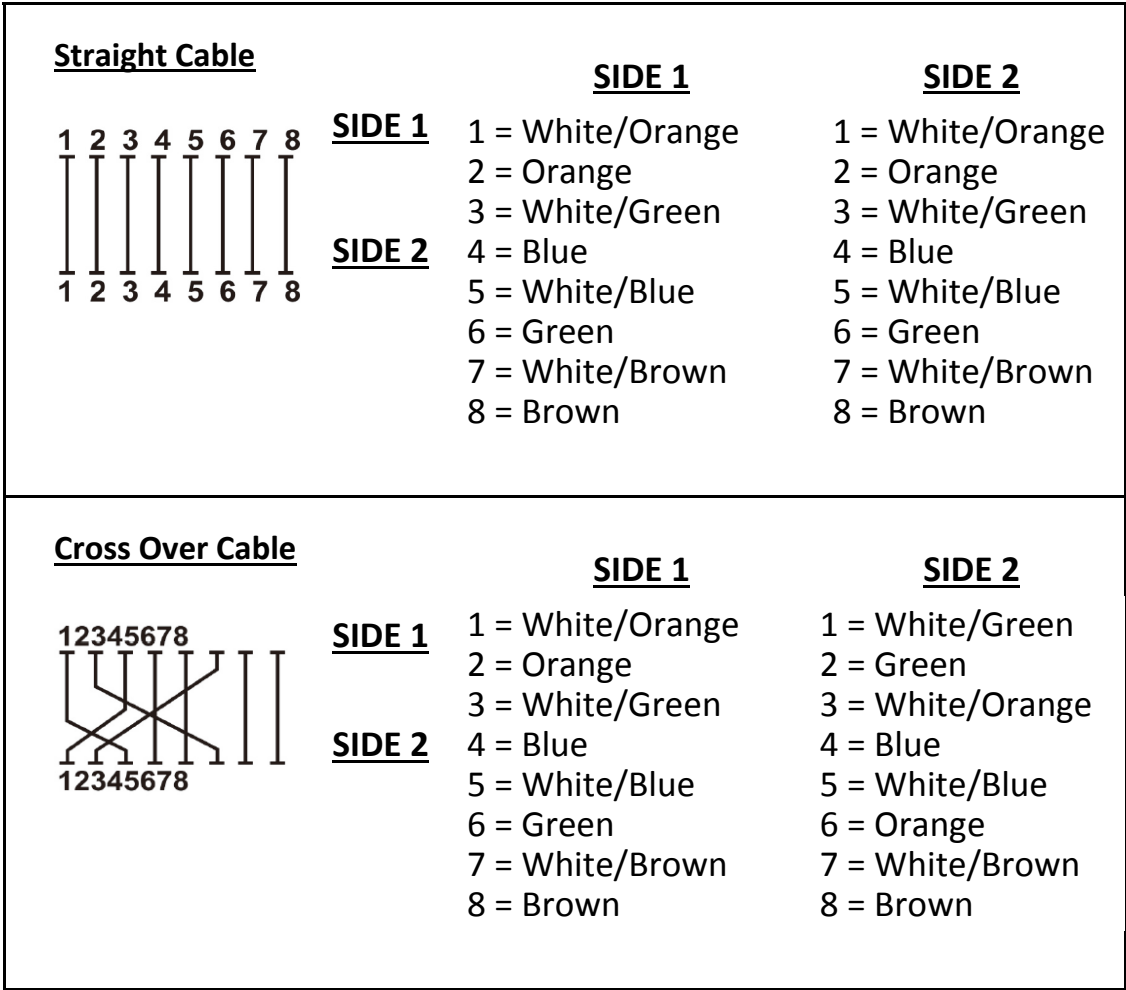 Straight Cable
SIDE 1 SIDE 2
1 2 3 4 5 6 7 8 SIDE 1 1 = White/Orange 1 = White/Orange
2 = Orange 2 = Orange
3 = White/Green 3 = White/Green
SIDE 2 4 = Blue 4 = Blue
1 2 3 4 5 6 7 8 5 = White/Blue 5 = White/Blue
6 = Green 6 = Green
7 = White/Brown 7 = White/Brown
8 = Brown 8 = Brown
Cross Over Cable
SIDE 1 SIDE 2
12345678 SIDE 1 1 = White/Orange 1 = White/Green
2 = Orange 2 = Green
3 = White/Green 3 = White/Orange
SIDE 2 4 = Blue 4 = Blue
12345678 5 = White/Blue 5 = White/Blue
6 = Green 6 = Orange
7 = White/Brown 7 = White/Brown
8 = Brown 8 = Brown